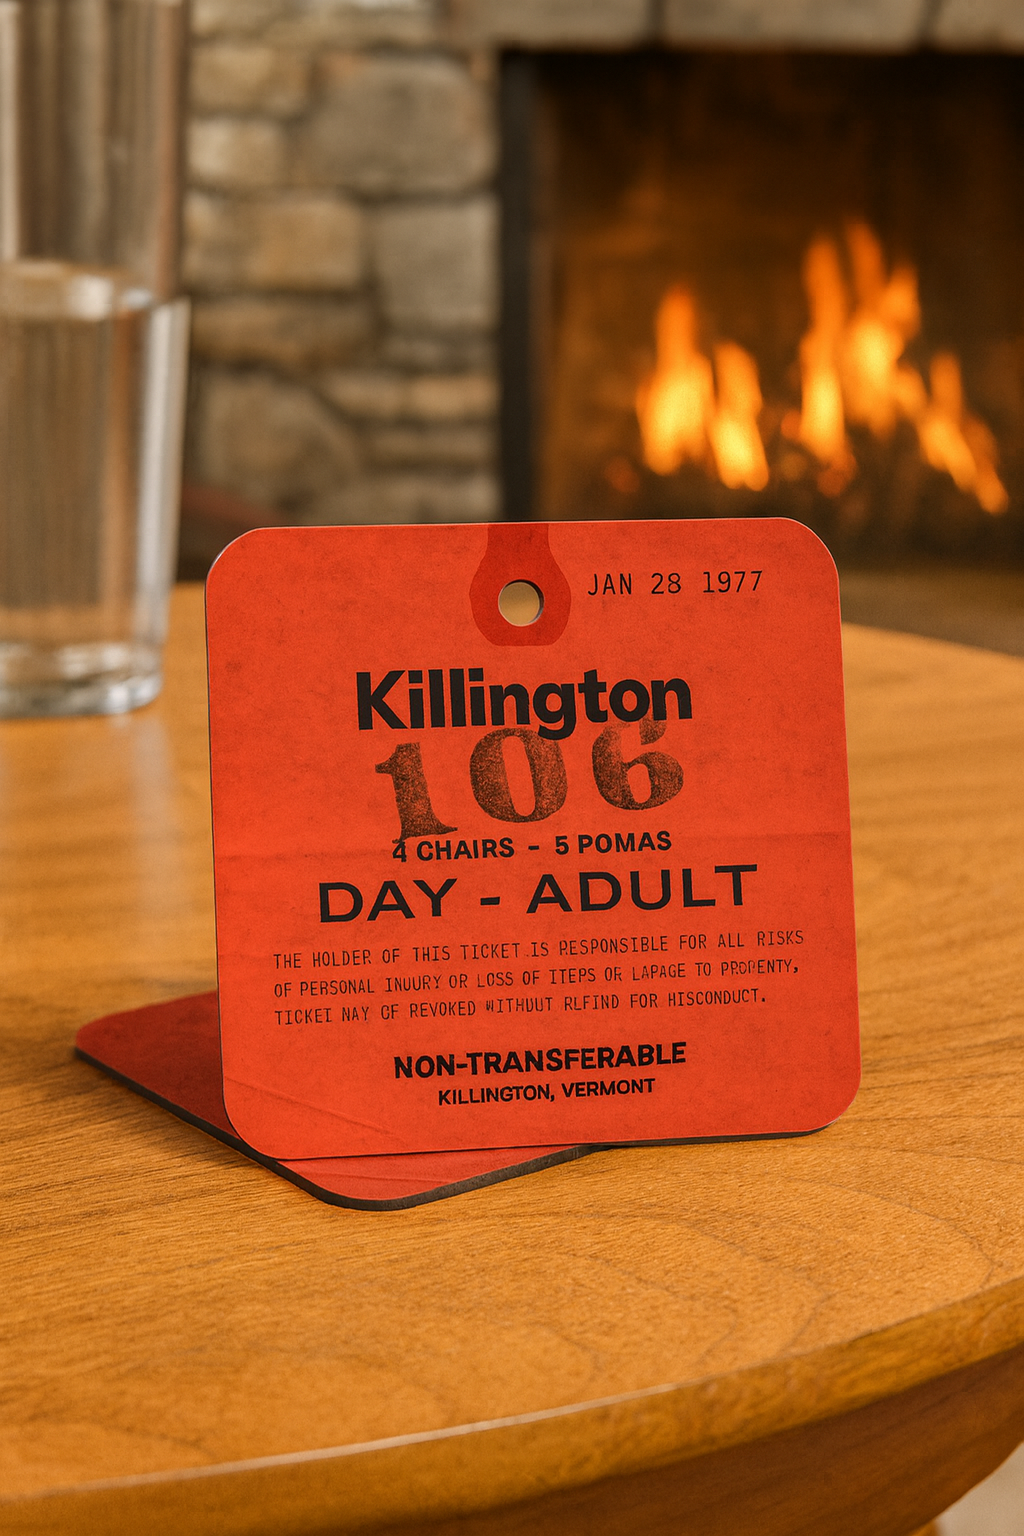 JAN 28 1977
Killington
106
4 CHAIRS - 5 POMAS
DAY - ADULT
THE HOLDER OF THIS TICKET IS RESPONSIBLE FOR ALL RISKS
OF PERSONAL INUURY OR LOSS OF ITEPS OR LAPAGE TO PRDPENTY,
TICKEI NAY OF REVOKED WITHUUT RLFIND FOR HISCONDUCT.
NON-TRANSFERABLE
KILLINGTON, VERMONT